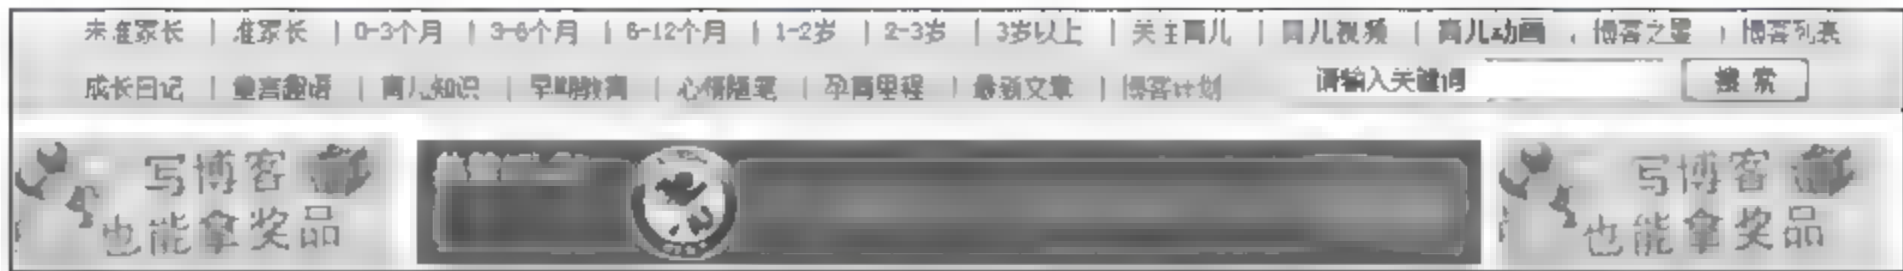 未准家长 | 准家长 | 0-3个月 | 3-6个月 | 6-12个月 | 1-2岁 | 2-3岁 | 3岁以上 | 关注育儿 | 育儿视频 | 育儿动画 | 博客之星 | 博客列表
成长日记 | 童言趣语 | 育儿知识 | 早期教育 | 心情随笔 | 孕育里程 | 最新文章 | 博客计划 请输入关键词 搜索
写博客 写博客
也能拿奖品 也能拿奖品